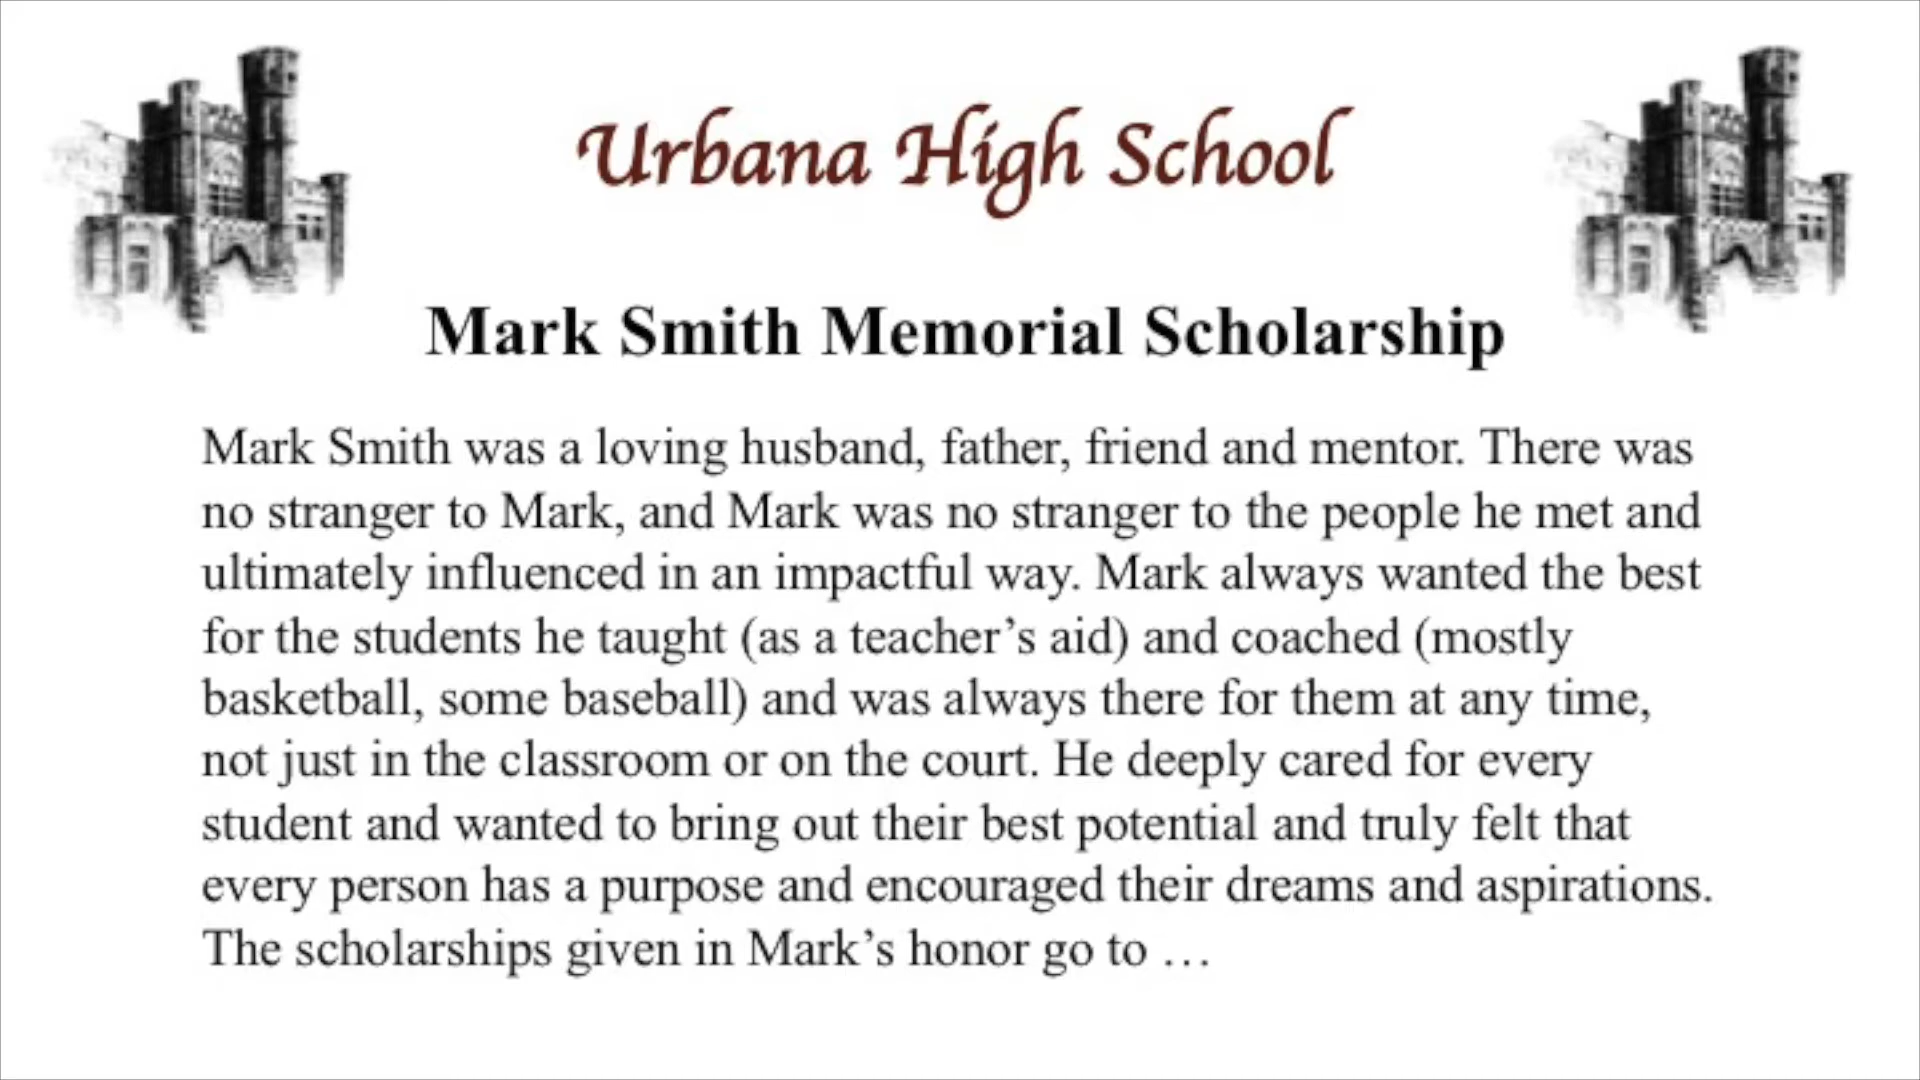 Urbana High School
Mark Smith Memorial Scholarship
Mark Smith was a loving husband, father, friend and mentor. There was
no stranger to Mark, and Mark was no stranger to the people he met and
ultimately influenced in an impactful way. Mark always wanted the best
for the students he taught (as a teacher’s aid) and coached (mostly
basketball, some baseball) and was always there for them at any time,
not just in the classroom or on the court. He deeply cared for every
student and wanted to bring out their best potential and truly felt that
every person has a purpose and encouraged their dreams and aspirations.
The scholarships given in Mark’s honor go to …